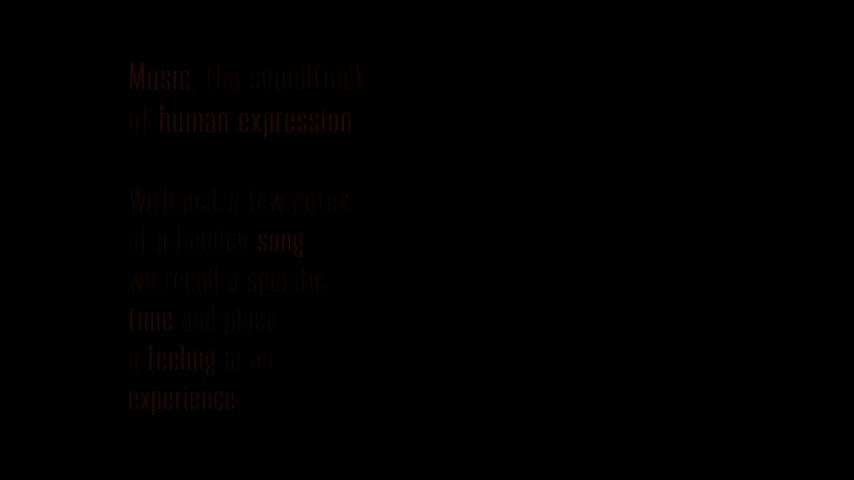 Music, the soundtrack
of human expression
With just a few notes
of a familiar song
we recall a specific
time and place
a feeling or an
experience.